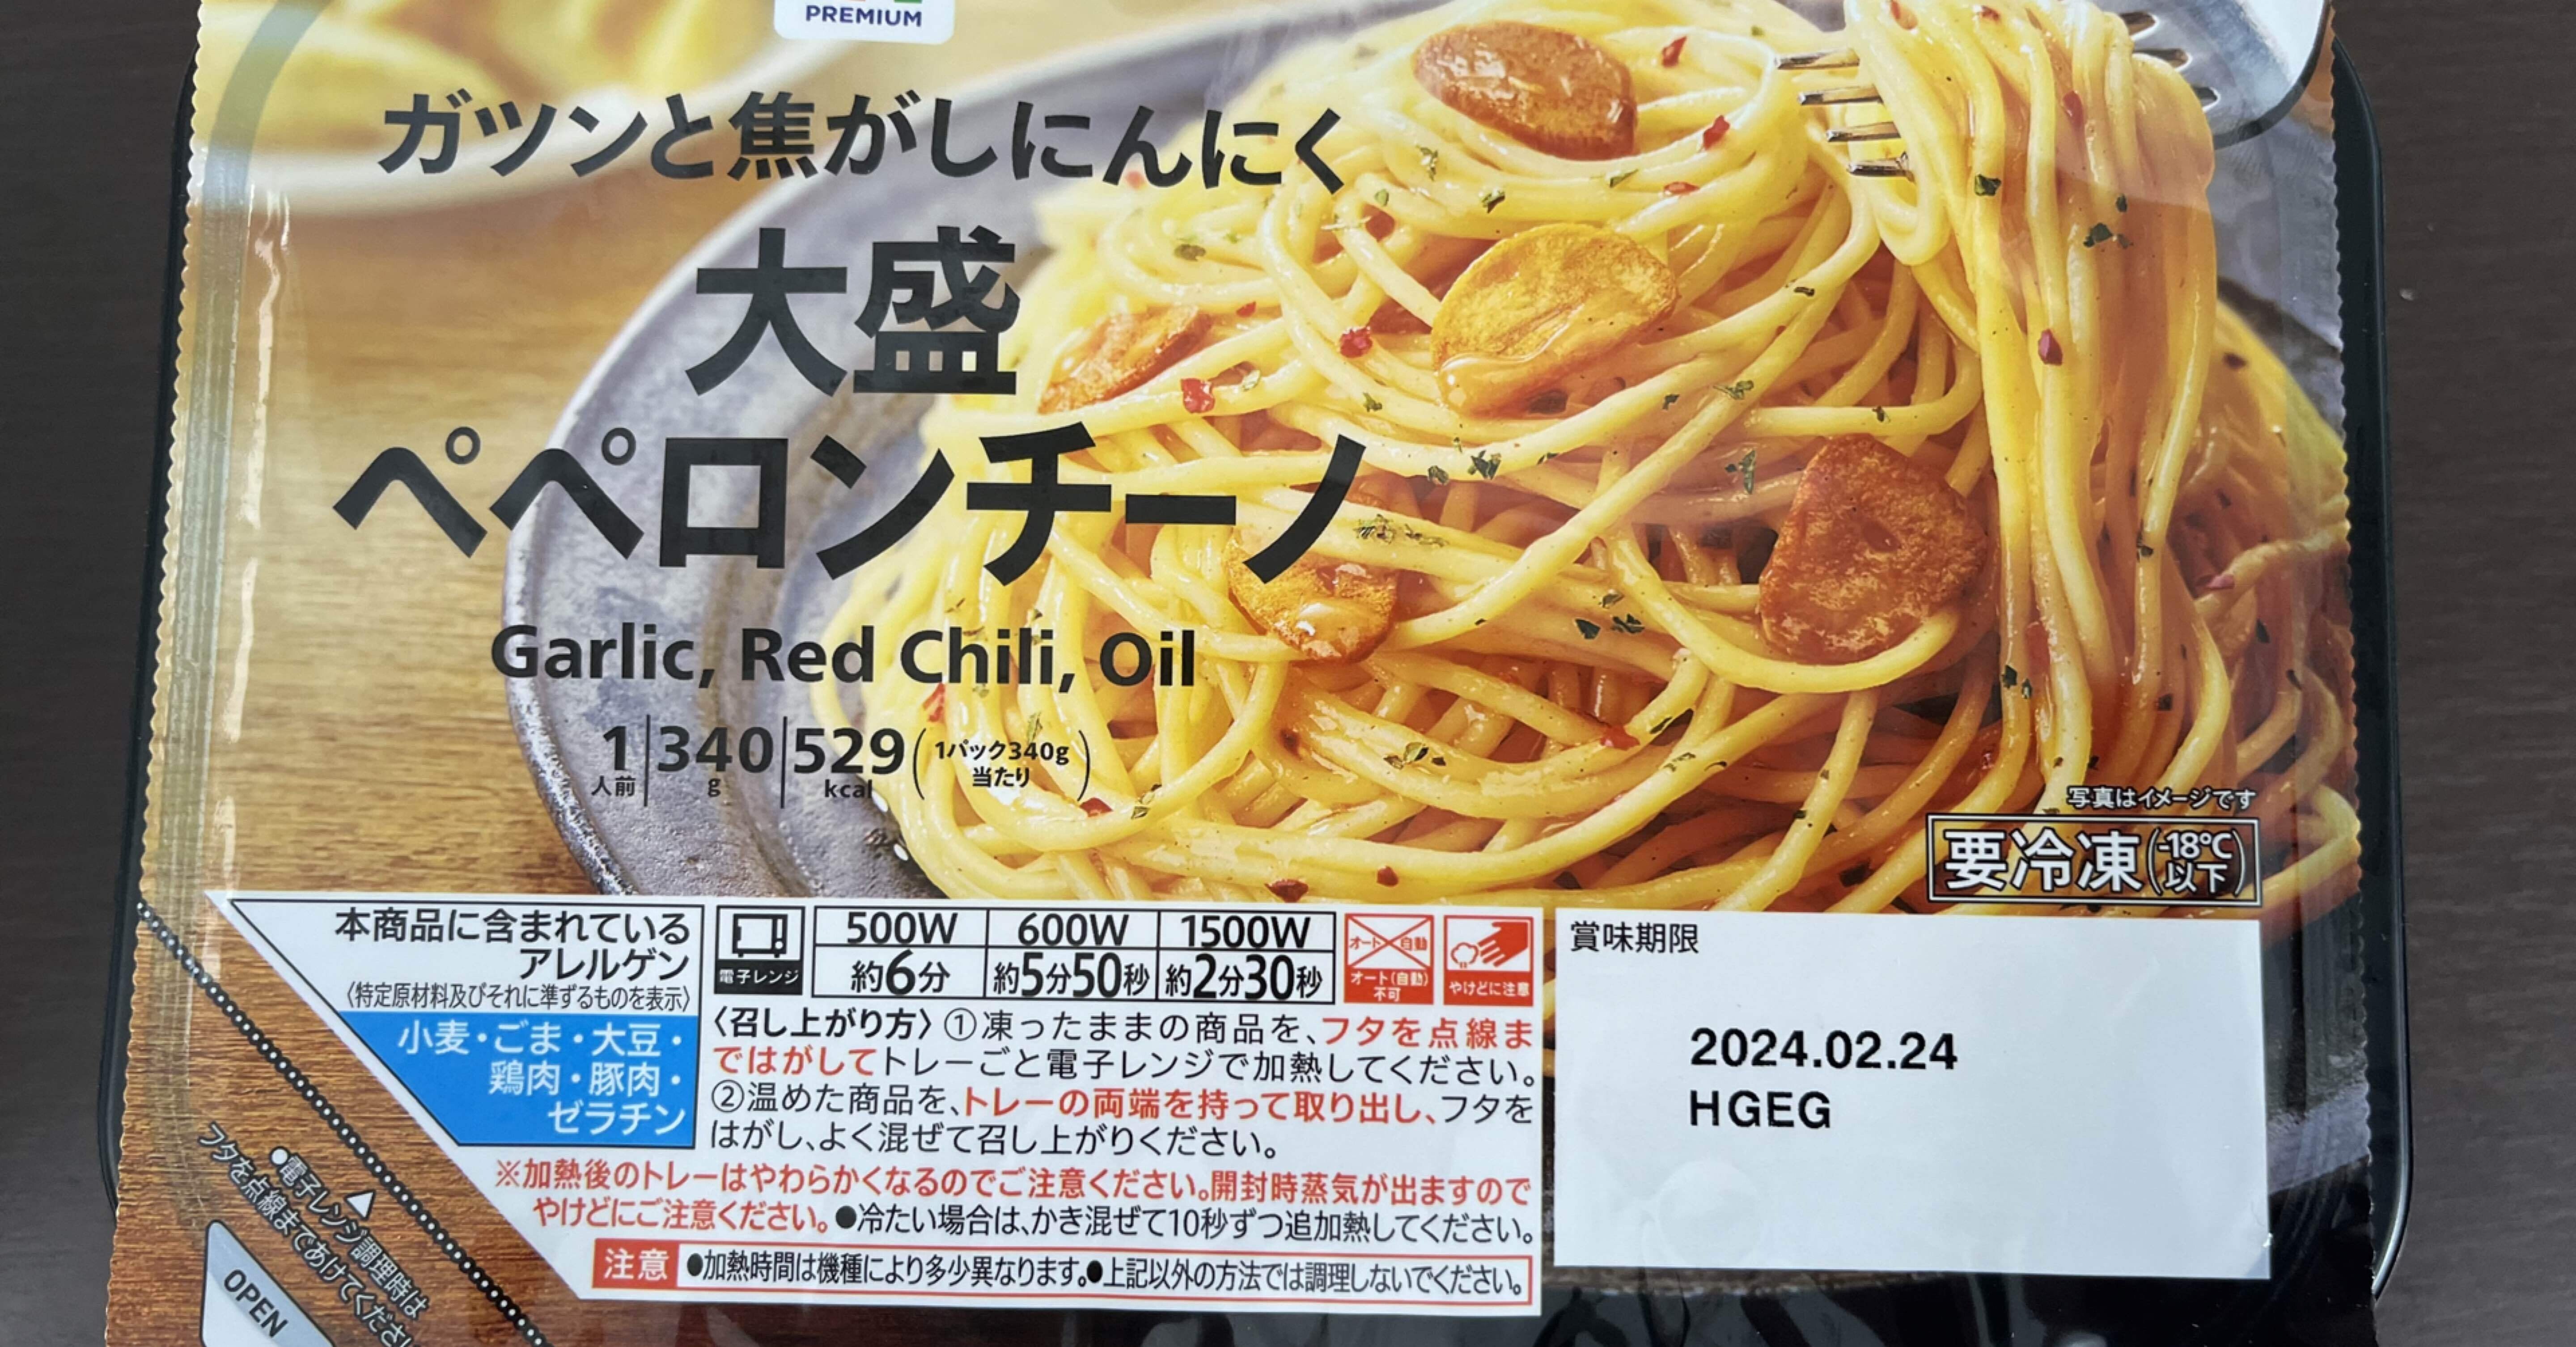 PREMIUM
ガツンと焦がしにんにく
大盛
ペペロンチーノ
Garlic, Red Chili, Oil
1人前 340g 529kcal (1パック340g当たり)
写真はイメージです
要冷凍(-18℃以下)
本商品に含まれている
アレルゲン
〈特定原材料及びそれに準ずるものを表示〉
小麦・ごま・大豆・
鶏肉・豚肉・
ゼラチン
電子レンジ
500W 600W 1500W
約6分 約5分50秒 約2分30秒
オート 自動
オート(自動)不可
やけどに注意
〈召し上がり方〉①凍ったままの商品を、フタを点線ま
ではがしてトレーごと電子レンジで加熱してください。
②温めた商品を、トレーの両端を持って取り出し、フタを
はがし、よく混ぜて召し上がりください。
※加熱後のトレーはやわらかくなるのでご注意ください。開封時蒸気が出ますので
やけどにご注意ください。●冷たい場合は、かき混ぜて10秒ずつ追加熱してください。
注意 ●加熱時間は機種により多少異なります。●上記以外の方法では調理しないでください。
賞味期限
2024.02.24
HGEG
●電子レンジ調理時は
フタを点線まであけてくださ
OPEN